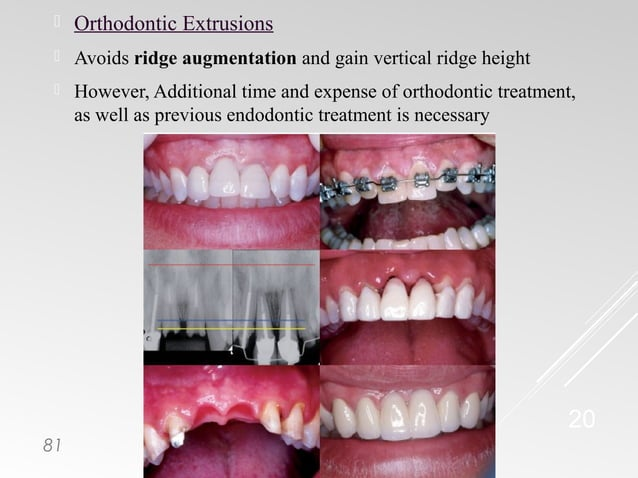 Orthodontic Extrusions
Avoids ridge augmentation and gain vertical ridge height
However, Additional time and expense of orthodontic treatment,
as well as previous endodontic treatment is necessary
20
81